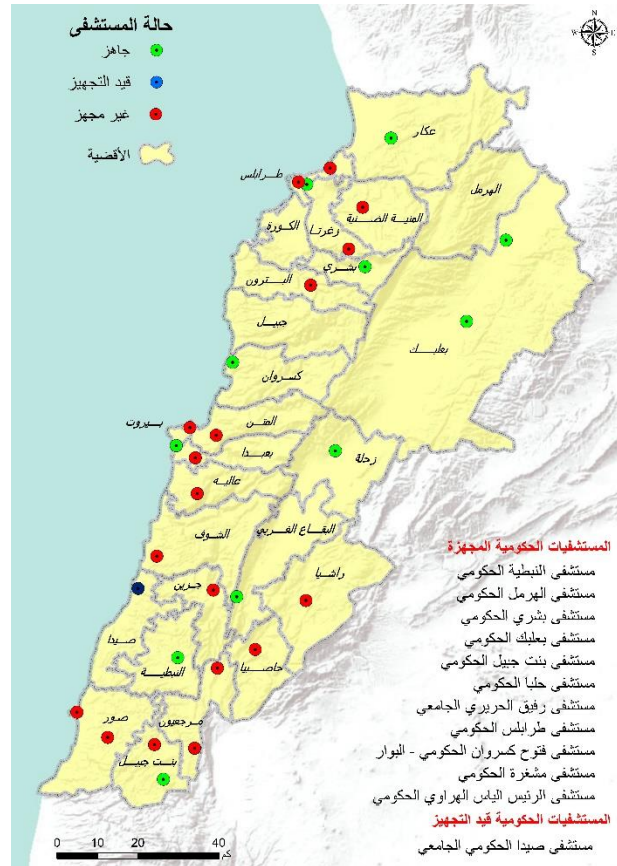 حالة المستشفى
جاهز
قيد التجهيز
غير مجهز
الأقضية
N
W E
S
عكار
طرابلس
الهرمل
المنية الضنية
زغرتا
الكورة
بشري
البترون
جبيل
بعلبك
كسروان
المتن
بيروت
بعبدا
زحلة
عاليه
البقاع الغربي
الشوف
راشيا
جزين
صيدا
حاصبيا
النبطية
مرجعيون
صور
بنت جبيل
المستشفيات الحكومية المجهزة
مستشفى النبطية الحكومي
مستشفى الهرمل الحكومي
مستشفى بشري الحكومي
مستشفى بعلبك الحكومي
مستشفى بنت جبيل الحكومي
مستشفى حلبا الحكومي
مستشفى رفيق الحريري الجامعي
مستشفى طرابلس الحكومي
مستشفى فتوح كسروان الحكومي - البوار
مستشفى مشغرة الحكومي
مستشفى الرئيس الياس الهراوي الحكومي
المستشفيات الحكومية قيد التجهيز
مستشفى صيدا الحكومي الجامعي
0 10 20 40
كم